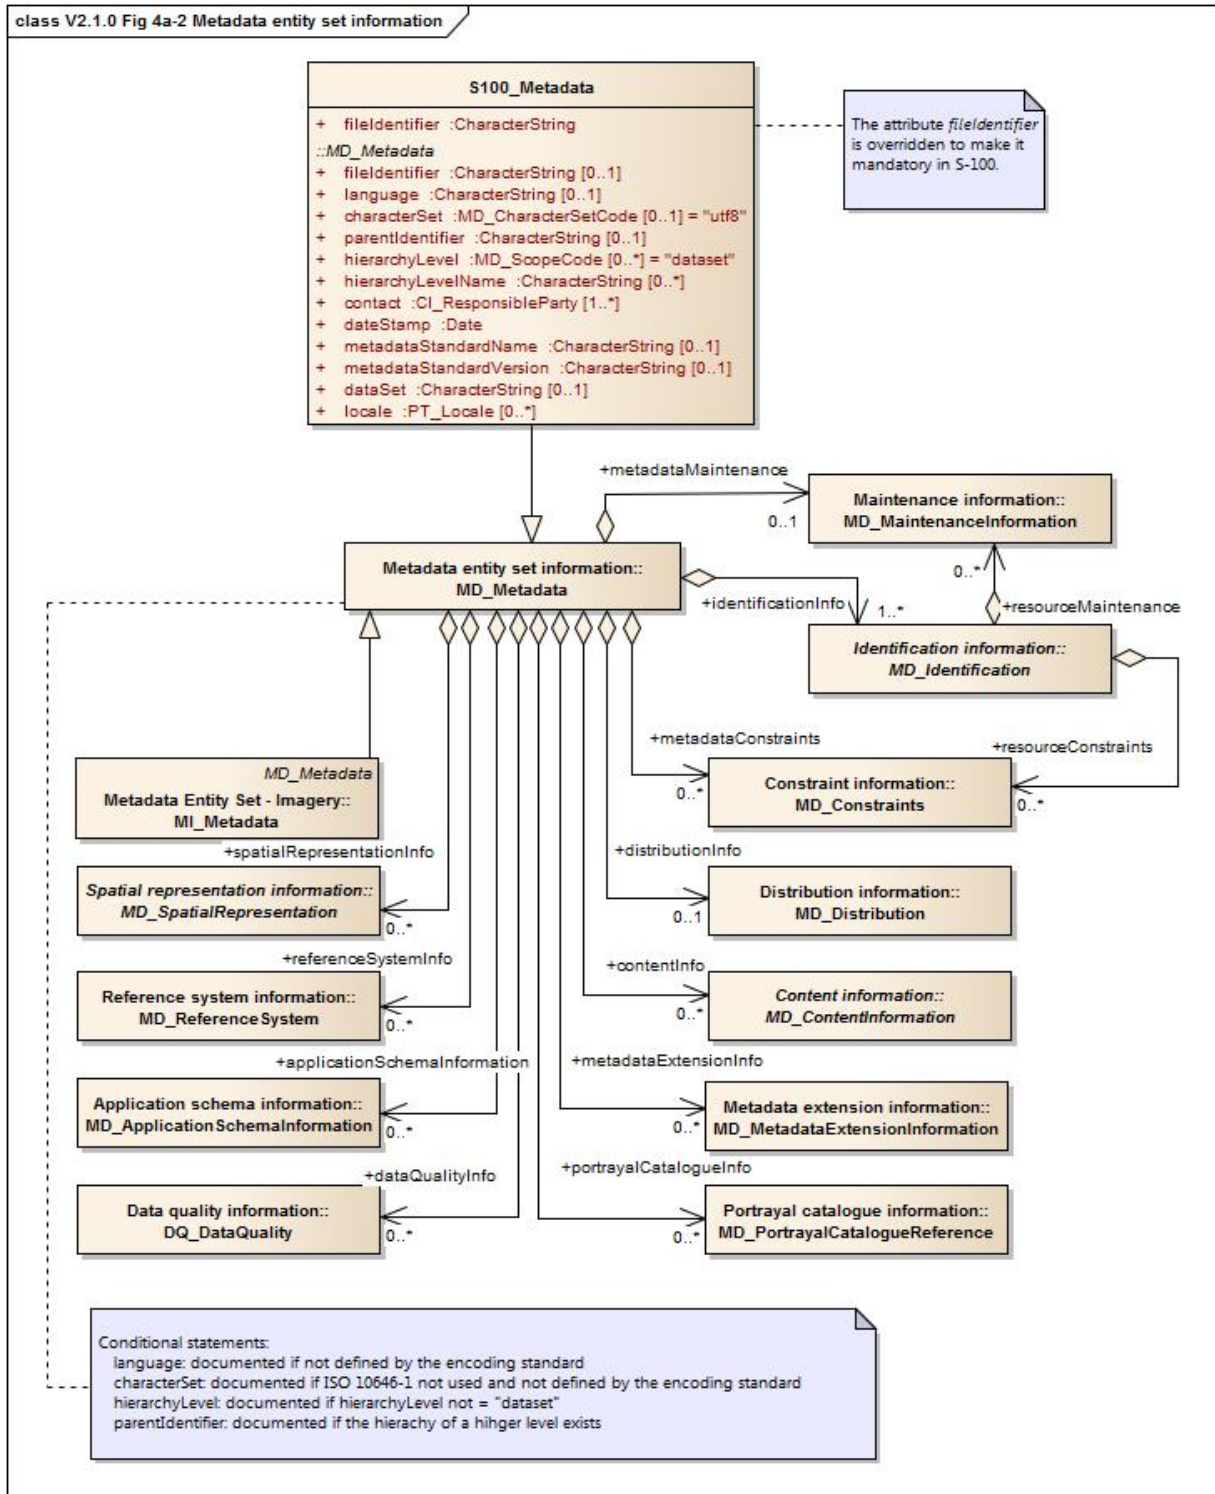 class V2.1.0 Fig 4a-2 Metadata entity set information
S100_Metadata
+ fileIdentifier :CharacterString
::MD_Metadata
+ fileIdentifier :CharacterString [0..1]
+ language :CharacterString [0..1]
+ characterSet :MD_CharacterSetCode [0..1] = "utf8"
+ parentIdentifier :CharacterString [0..1]
+ hierarchyLevel :MD_ScopeCode [0..*] = "dataset"
+ hierarchyLevelName :CharacterString [0..*]
+ contact :CI_ResponsibleParty [1..*]
+ dateStamp :Date
+ metadataStandardName :CharacterString [0..1]
+ metadataStandardVersion :CharacterString [0..1]
+ dataSet :CharacterString [0..1]
+ locale :PT_Locale [0..*]
The attribute fileIdentifier
is overridden to make it
mandatory in S-100.
+metadataMaintenance
0..1
Maintenance information::
MD_MaintenanceInformation
Metadata entity set information::
MD_Metadata
+identificationInfo
1..*
0..*
+resourceMaintenance
Identification information::
MD_Identification
+metadataConstraints
0..*
+resourceConstraints
0..*
Constraint information::
MD_Constraints
MD_Metadata
Metadata Entity Set - Imagery::
MI_Metadata
+spatialRepresentationInfo
0..*
Spatial representation information::
MD_SpatialRepresentation
+distributionInfo
0..1
Distribution information::
MD_Distribution
+referenceSystemInfo
0..*
Reference system information::
MD_ReferenceSystem
+contentInfo
0..*
Content information::
MD_ContentInformation
+applicationSchemaInformation
0..*
Application schema information::
MD_ApplicationSchemaInformation
+metadataExtensionInfo
0..*
Metadata extension information::
MD_MetadataExtensionInformation
+dataQualityInfo
0..*
Data quality information::
DQ_DataQuality
+portrayalCatalogueInfo
0..*
Portrayal catalogue information::
MD_PortrayalCatalogueReference
Conditional statements:
language: documented if not defined by the encoding standard
characterSet: documented if ISO 10646-1 not used and not defined by the encoding standard
hierarchyLevel: documented if hierarchyLevel not = "dataset"
parentIdentifier: documented if the hierachy of a hihger level exists